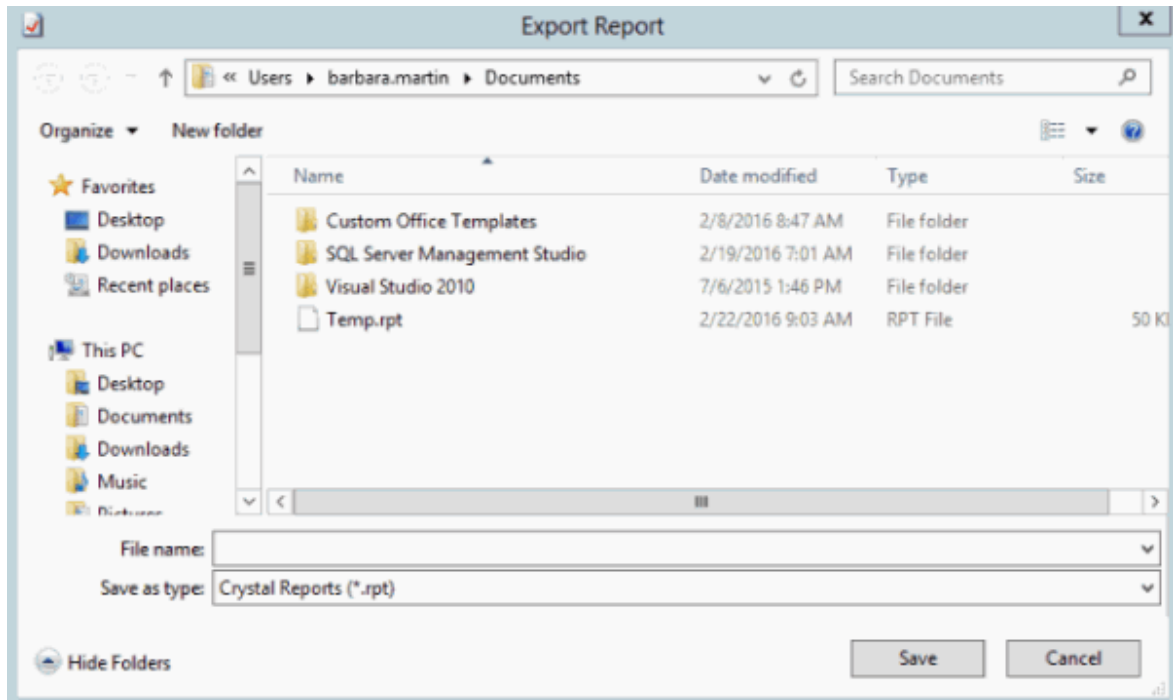 Export Report
« Users ▸ barbara.martin ▸ Documents Search Documents
Organize New folder
Name Date modified Type Size
Favorites
Desktop Custom Office Templates 2/8/2016 8:47 AM File folder
Downloads SQL Server Management Studio 2/19/2016 7:01 AM File folder
Recent places Visual Studio 2010 7/6/2015 1:46 PM File folder
Temp.rpt 2/22/2016 9:03 AM RPT File 50
This PC
Desktop
Documents
Downloads
Music
File name:
Save as type: Crystal Reports (*.rpt)
Hide Folders Save Cancel